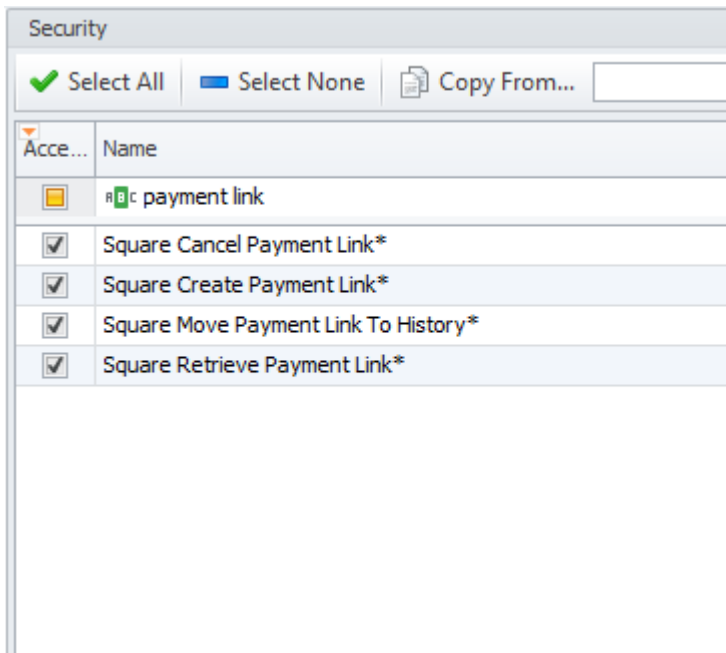 Security
Select All Select None Copy From...
Acce... Name
ABC payment link
Square Cancel Payment Link*
Square Create Payment Link*
Square Move Payment Link To History*
Square Retrieve Payment Link*